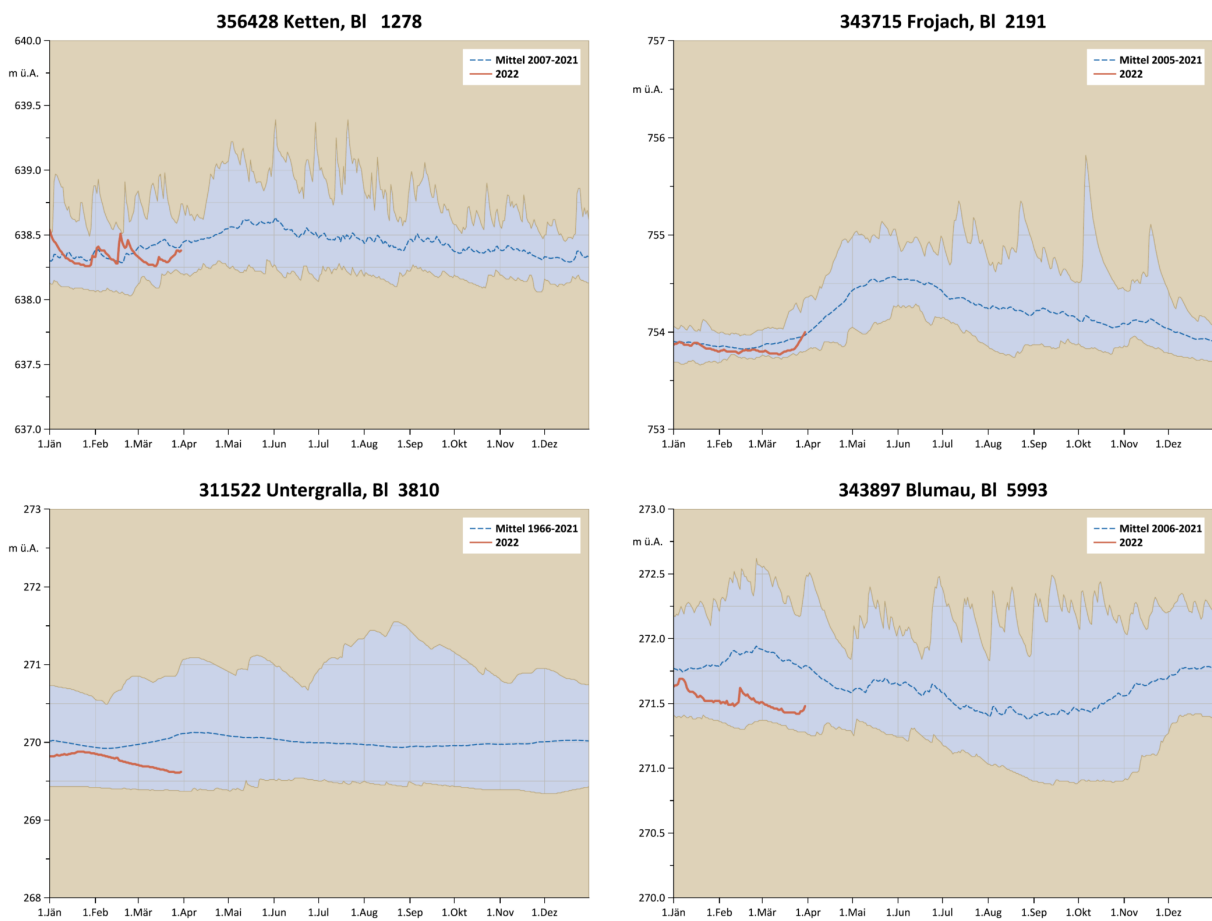 356428 Ketten, Bl 1278
640.0
m ü.A.
639.5
639.0
638.5
638.0
637.5
637.0
Mittel 2007-2021
2022
1.Jän 1.Feb 1.Mär 1.Apr 1.Mai 1.Jun 1.Jul 1.Aug 1.Sep 1.Okt 1.Nov 1.Dez
343715 Frojach, Bl 2191
757
m ü.A.
756
755
754
753
Mittel 2005-2021
2022
1.Jän 1.Feb 1.Mär 1.Apr 1.Mai 1.Jun 1.Jul 1.Aug 1.Sep 1.Okt 1.Nov 1.Dez
311522 Untergralla, Bl 3810
273
m ü.A.
272
271
270
269
268
Mittel 1966-2021
2022
1.Jän 1.Feb 1.Mär 1.Apr 1.Mai 1.Jun 1.Jul 1.Aug 1.Sep 1.Okt 1.Nov 1.Dez
343897 Blumau, Bl 5993
273.0
m ü.A.
272.5
272.0
271.5
271.0
270.5
270.0
Mittel 2006-2021
2022
1.Jän 1.Feb 1.Mär 1.Apr 1.Mai 1.Jun 1.Jul 1.Aug 1.Sep 1.Okt 1.Nov 1.Dez